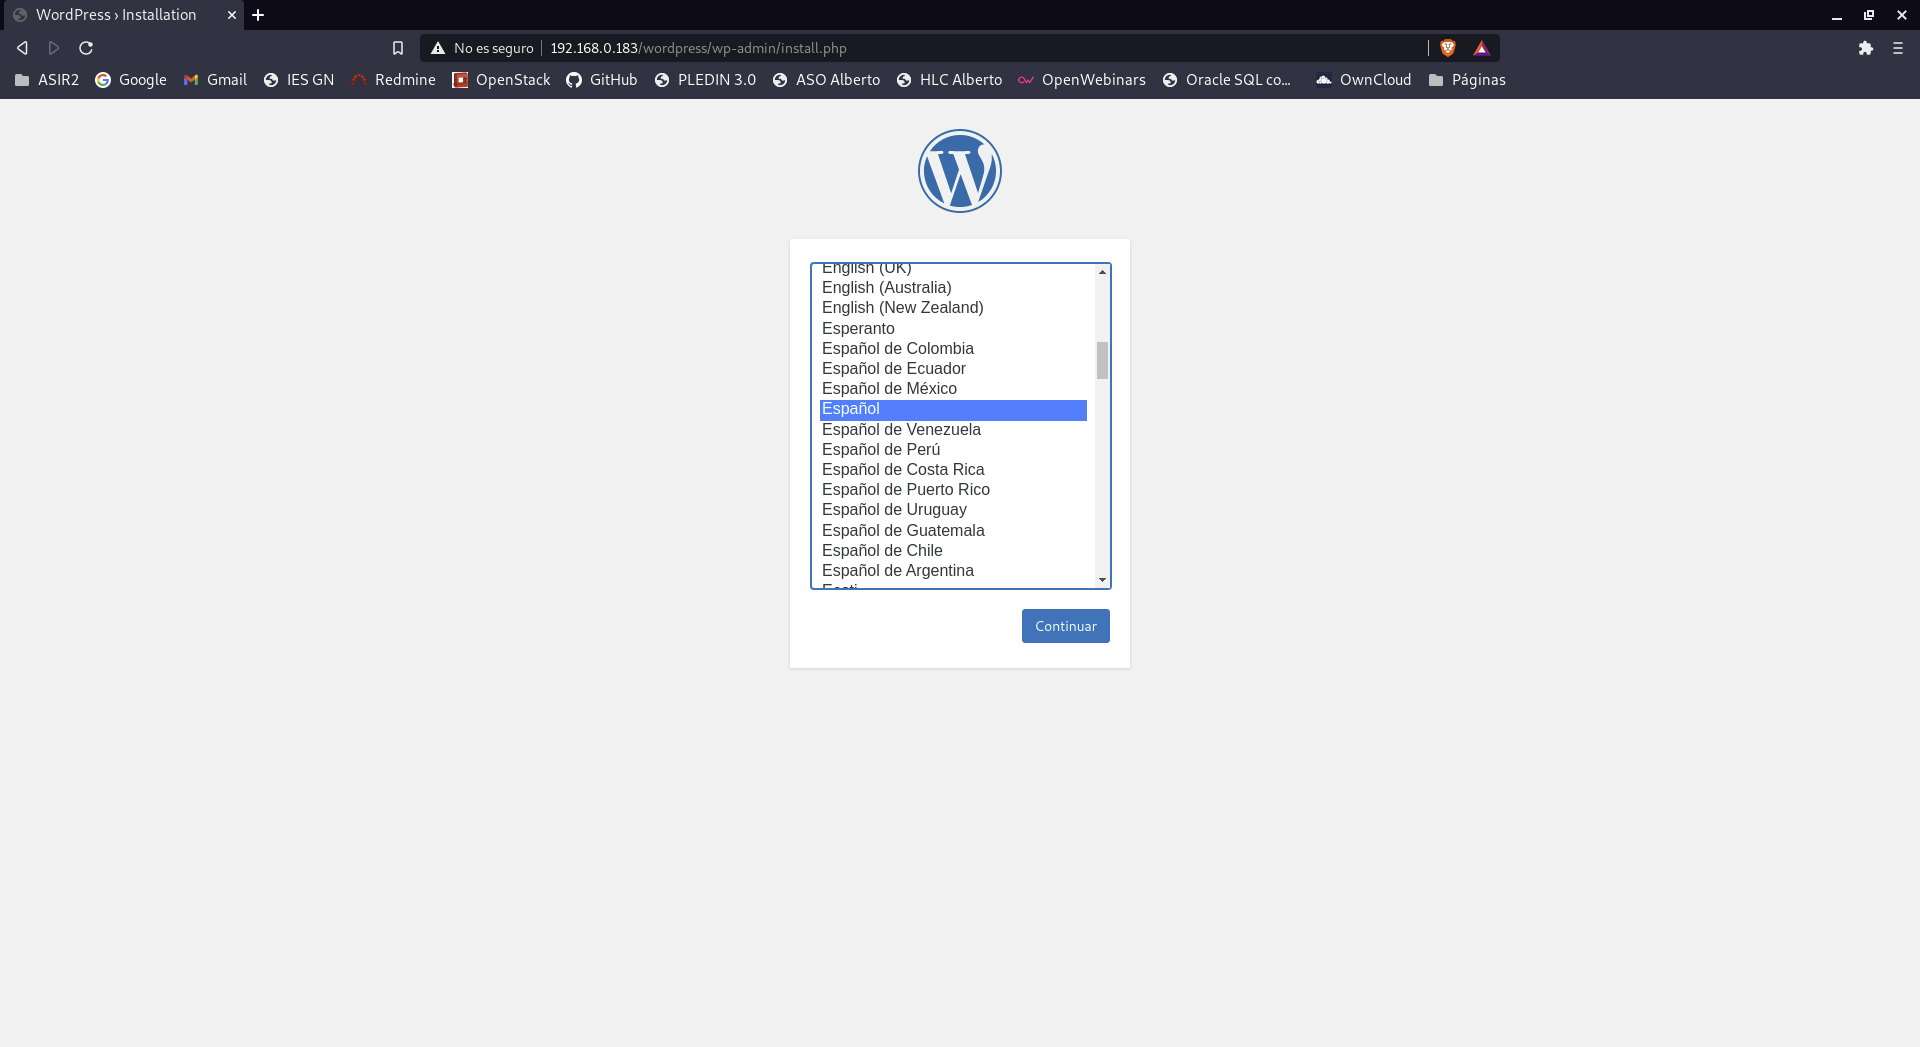 WordPress › Installation
No es seguro 192.168.0.183/wordpress/wp-admin/install.php
ASIR2 Google Gmail IES GN Redmine OpenStack GitHub PLEDIN 3.0 ASO Alberto HLC Alberto OpenWebinars Oracle SQL co... OwnCloud Páginas
English (UK)
English (Australia)
English (New Zealand)
Esperanto
Español de Colombia
Español de Ecuador
Español de México
Español
Español de Venezuela
Español de Perú
Español de Costa Rica
Español de Puerto Rico
Español de Uruguay
Español de Guatemala
Español de Chile
Español de Argentina
Continuar